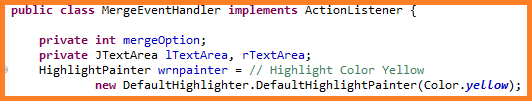 public class MergeEventHandler implements ActionListener {
private int mergeOption;
private JTextArea lTextArea, rTextArea;
HighlightPainter wrnpainter = // Highlight Color Yellow
new DefaultHighlighter.DefaultHighlightPainter(Color.yellow);